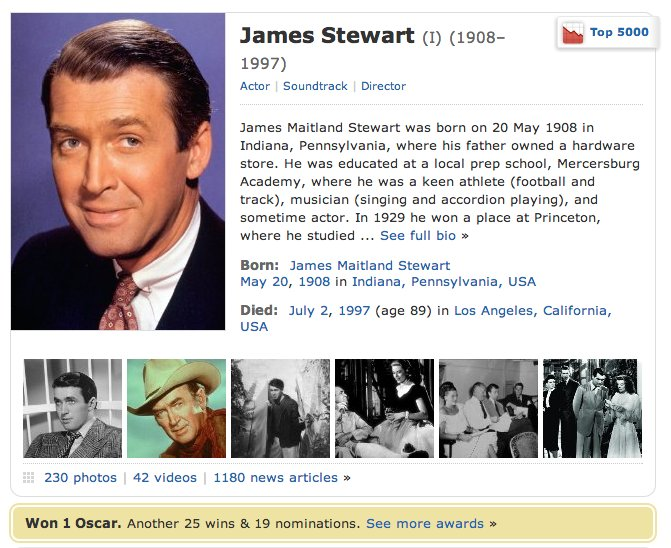 James Stewart (I) (1908–
1997)
Top 5000
Actor | Soundtrack | Director
James Maitland Stewart was born on 20 May 1908 in
Indiana, Pennsylvania, where his father owned a hardware
store. He was educated at a local prep school, Mercersburg
Academy, where he was a keen athlete (football and
track), musician (singing and accordion playing), and
sometime actor. In 1929 he won a place at Princeton,
where he studied ... See full bio »
Born: James Maitland Stewart
May 20, 1908 in Indiana, Pennsylvania, USA
Died: July 2, 1997 (age 89) in Los Angeles, California,
USA
230 photos | 42 videos | 1180 news articles »
Won 1 Oscar. Another 25 wins & 19 nominations. See more awards »